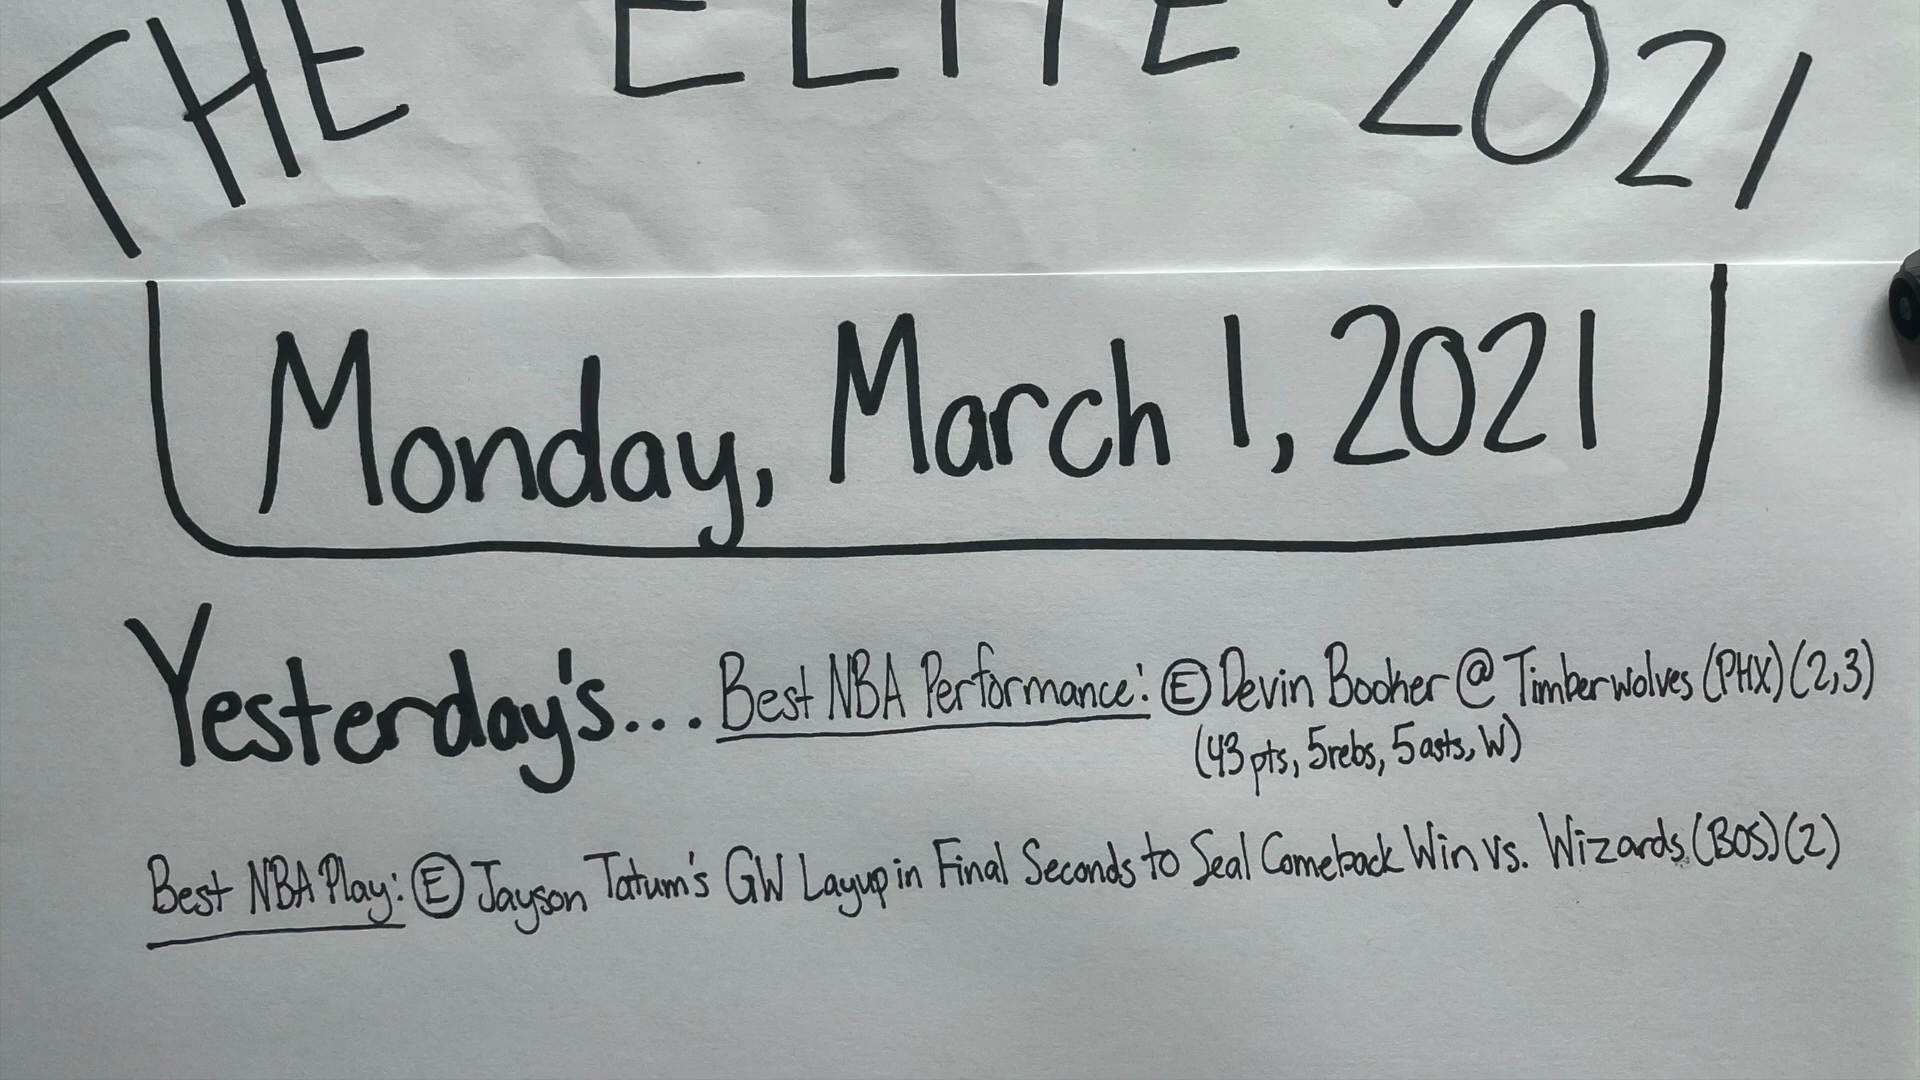 THE ELITE 2021
Monday, March 1, 2021
Yesterday's... Best NBA Performance: Ⓔ Devin Booker @ Timberwolves (PHX) (2,3)
(43 pts, 5 rebs, 5 asts, W)
Best NBA Play: Ⓔ Jayson Tatum's GW Layup in Final Seconds to Seal Comeback Win vs. Wizards (BOS) (2)